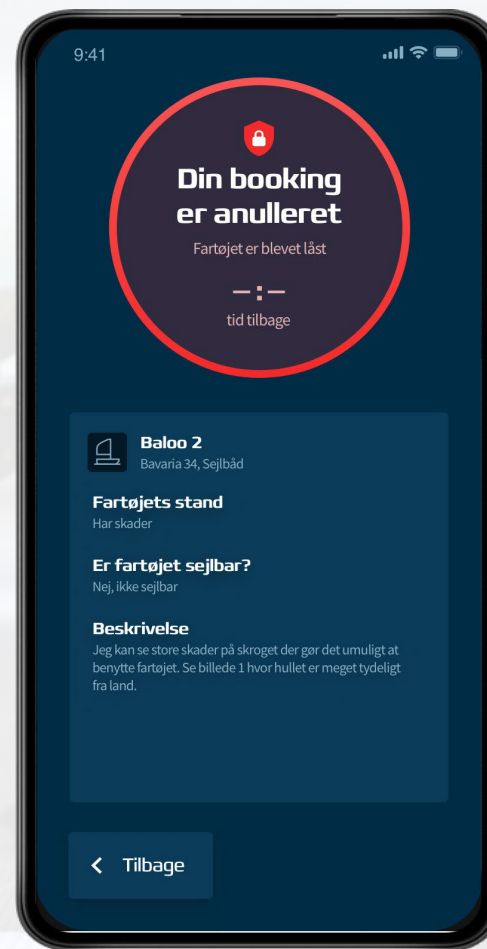 9:41
Din booking
er anulleret
Fartøjet er blevet låst
–:–
tid tilbage
Baloo 2
Bavaria 34, Sejlbåd
Fartøjets stand
Har skader
Er fartøjet sejlbar?
Nej, ikke sejlbar
Beskrivelse
Jeg kan se store skader på skroget der gør det umuligt at
benytte fartøjet. Se billede 1 hvor hullet er meget tydeligt
fra land.
Tilbage